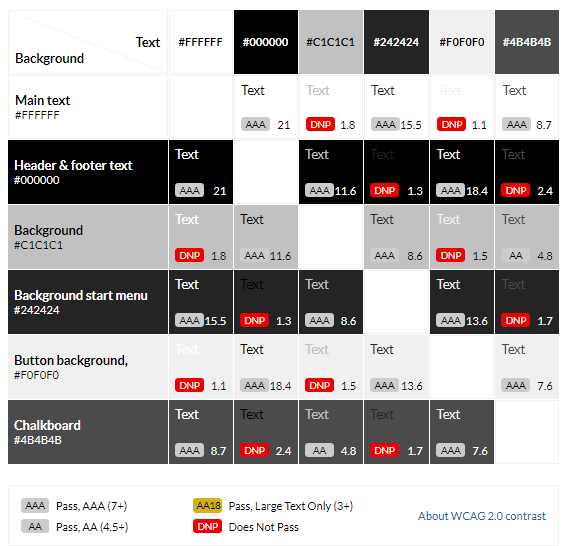 Text #FFFFFF #000000 #C1C1C1 #242424 #F0F0F0 #4B4B4B
Background
Main text Text Text Text Text Text
#FFFFFF AAA 21 DNP 1.8 AAA 15.5 DNP 1.1 AAA 8.7
Header & footer text Text Text Text Text Text
#000000 AAA 21 AAA 11.6 DNP 1.3 AAA 18.4 DNP 2.4
Background Text Text Text Text Text
#C1C1C1 DNP 1.8 AAA 11.6 AAA 8.6 DNP 1.5 AA 4.8
Background start menu Text Text Text Text Text
#242424 AAA 15.5 DNP 1.3 AAA 8.6 AAA 13.6 DNP 1.7
Button background, Text Text Text Text Text
#F0F0F0 DNP 1.1 AAA 18.4 DNP 1.5 AAA 13.6 AAA 7.6
Chalkboard Text Text Text Text Text
#4B4B4B AAA 8.7 DNP 2.4 AA 4.8 DNP 1.7 AAA 7.6
AAA Pass, AAA (7+) AA18 Pass, Large Text Only (3+)
About WCAG 2.0 contrast
AA Pass, AA (4.5+) DNP Does Not Pass